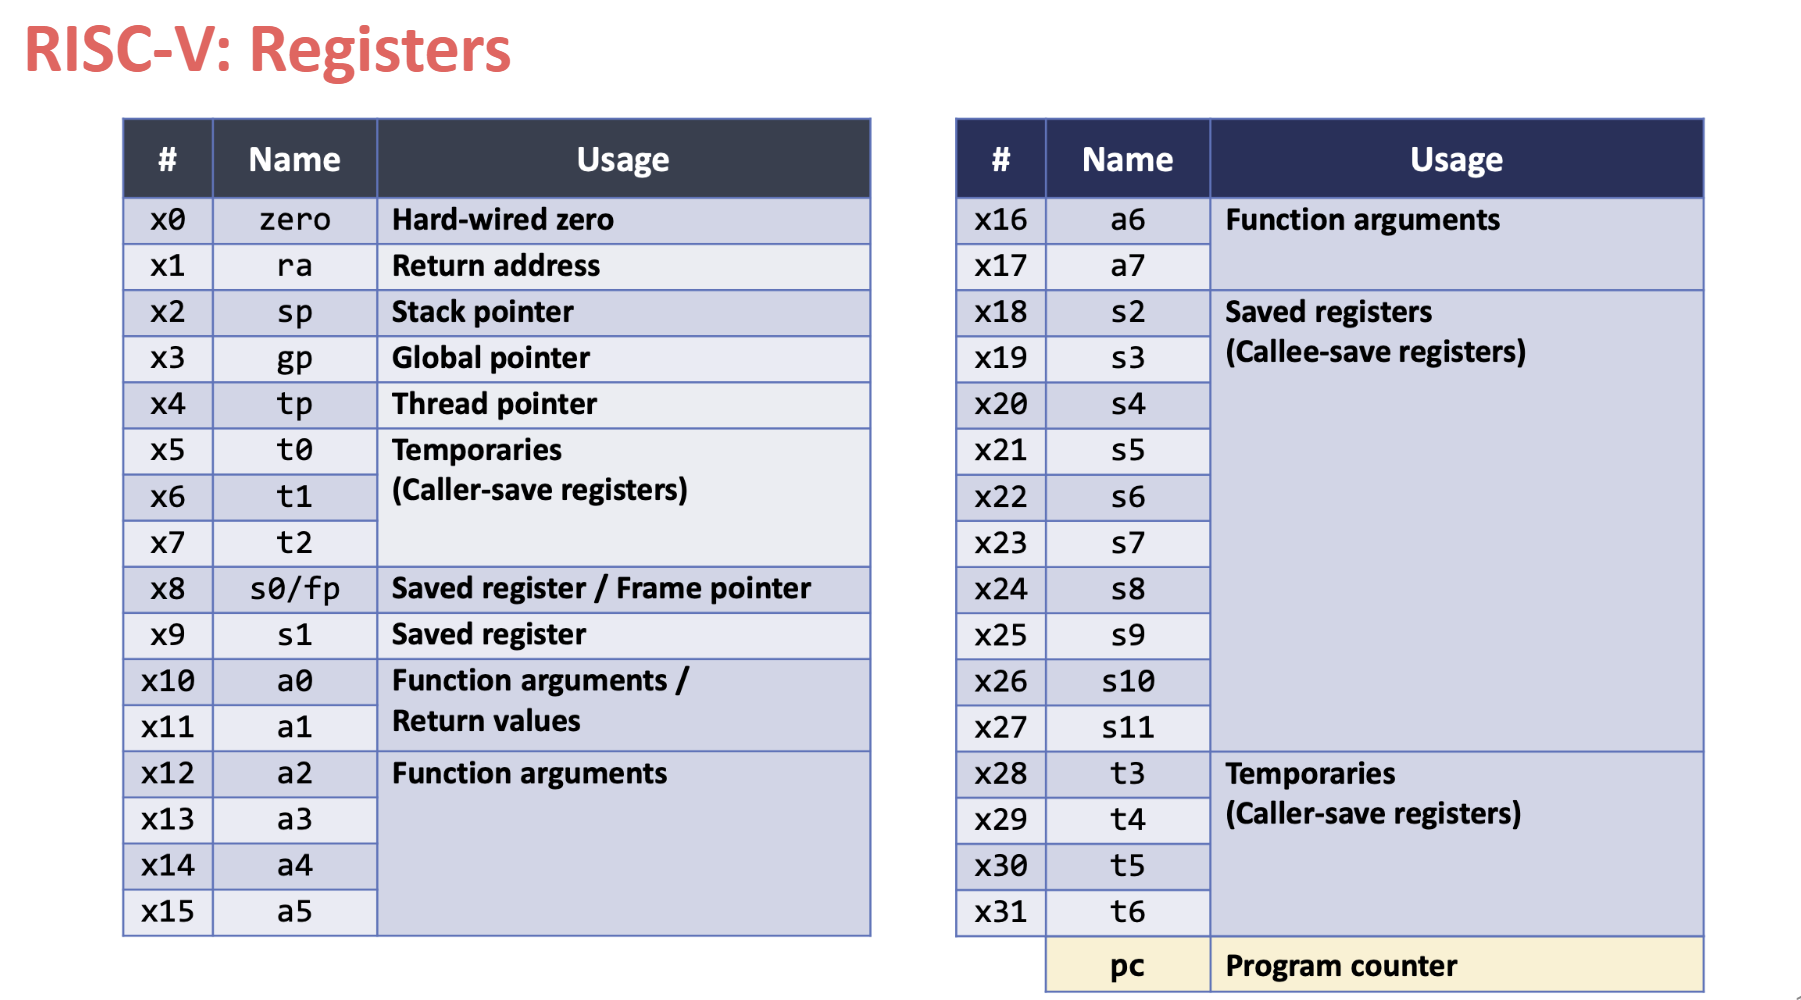 RISC-V: Registers
# Name Usage
x0 zero Hard-wired zero
x1 ra Return address
x2 sp Stack pointer
x3 gp Global pointer
x4 tp Thread pointer
x5 t0 Temporaries
(Caller-save registers)
x6 t1
x7 t2
x8 s0/fp Saved register / Frame pointer
x9 s1 Saved register
x10 a0 Function arguments /
Return values
x11 a1
x12 a2 Function arguments
x13 a3
x14 a4
x15 a5
# Name Usage
x16 a6 Function arguments
x17 a7
x18 s2 Saved registers
(Callee-save registers)
x19 s3
x20 s4
x21 s5
x22 s6
x23 s7
x24 s8
x25 s9
x26 s10
x27 s11
x28 t3 Temporaries
(Caller-save registers)
x29 t4
x30 t5
x31 t6
pc Program counter